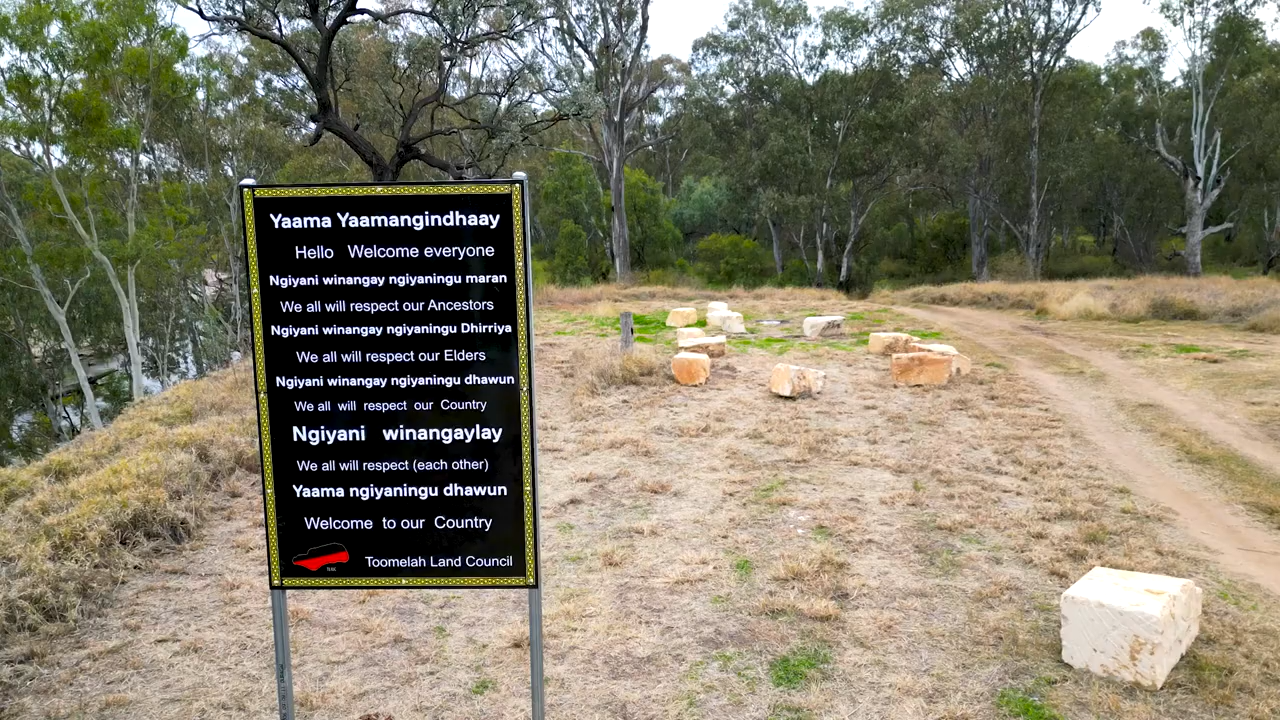 Yaama Yaamangindhaay
Hello Welcome everyone
Ngiyani winangay ngiyaningu maran
We all will respect our Ancestors
Ngiyani winangay ngiyaningu Dhirriya
We all will respect our Elders
Ngiyani winangay ngiyaningu dhawun
We all will respect our Country
Ngiyani winangaylay
We all will respect (each other)
Yaama ngiyaningu dhawun
Welcome to our Country
Toomelah Land Council